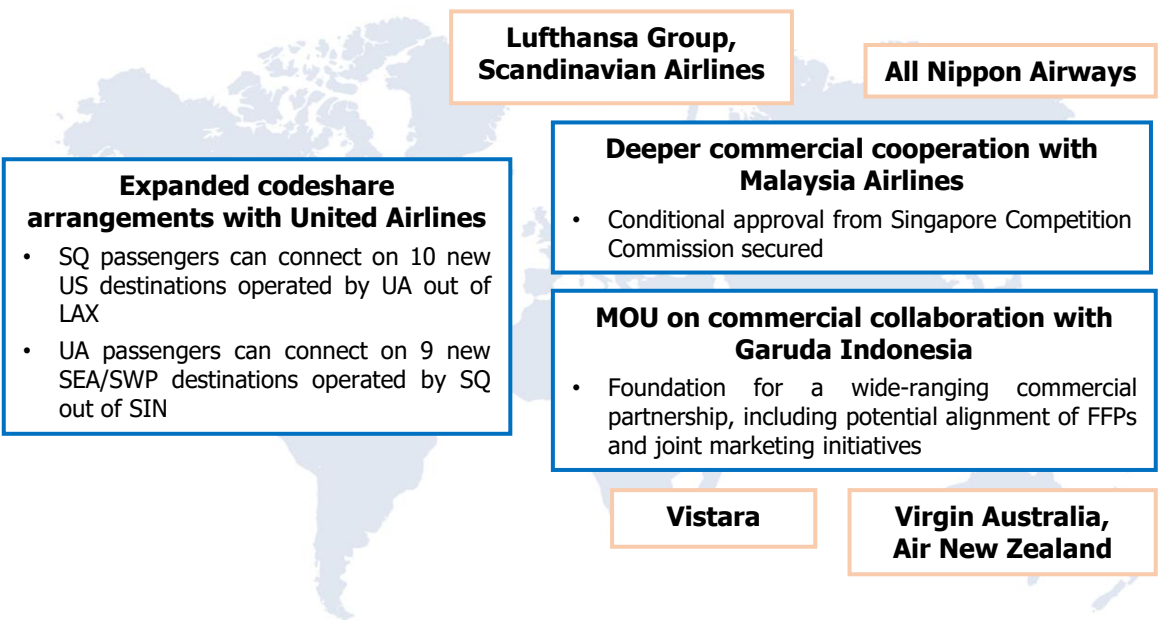 Lufthansa Group,
Scandinavian Airlines
All Nippon Airways
Expanded codeshare
arrangements with United Airlines
• SQ passengers can connect on 10 new
US destinations operated by UA out of
LAX
• UA passengers can connect on 9 new
SEA/SWP destinations operated by SQ
out of SIN
Deeper commercial cooperation with
Malaysia Airlines
• Conditional approval from Singapore Competition
Commission secured
MOU on commercial collaboration with
Garuda Indonesia
• Foundation for a wide-ranging commercial
partnership, including potential alignment of FFPs
and joint marketing initiatives
Vistara
Virgin Australia,
Air New Zealand